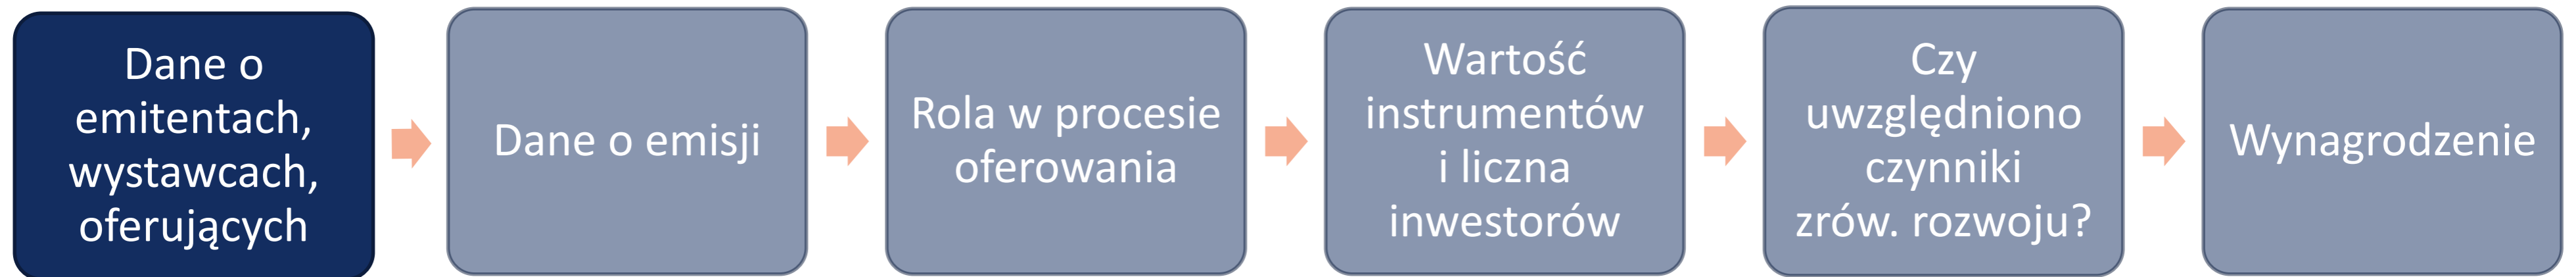 Dane o
emitentach,
wystawcach,
oferujących
Dane o emisji
Rola w procesie
oferowania
Wartość
instrumentów
i liczna
inwestorów
Czy
uwzględniono
czynniki
zrów. rozwoju?
Wynagrodzenie